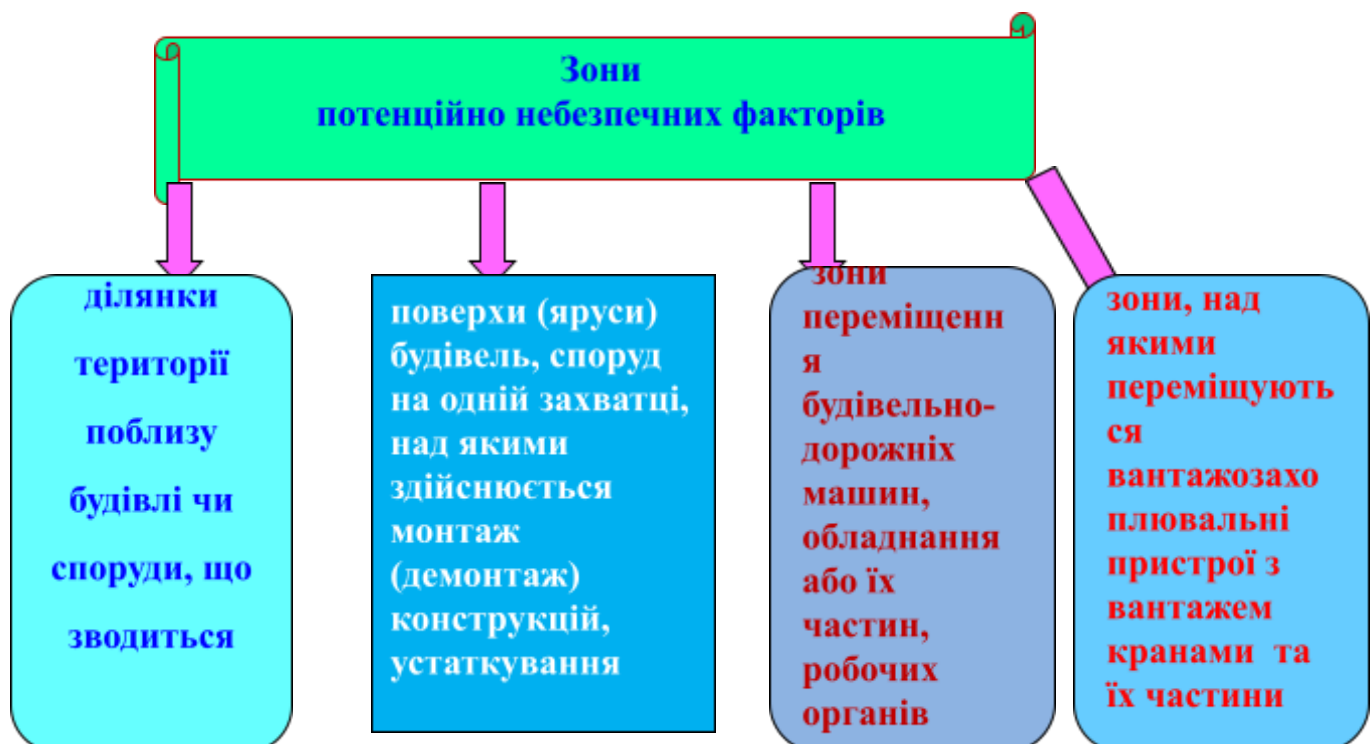 Зони
потенційно небезпечних факторів
ділянки
території
поблизу
будівлі чи
споруди, що
зводиться
поверхи (яруси)
будівель, споруд
на одній захватці,
над якими
здійснюється
монтаж
(демонтаж)
конструкцій,
устаткування
зони
переміщенн
я
будівельно-
дорожніх
машин,
обладнання
або їх
частин,
робочих
органів
зони, над
якими
переміщують
ся
вантажозахо
плювальні
пристрої з
вантажем
кранами та
їх частини